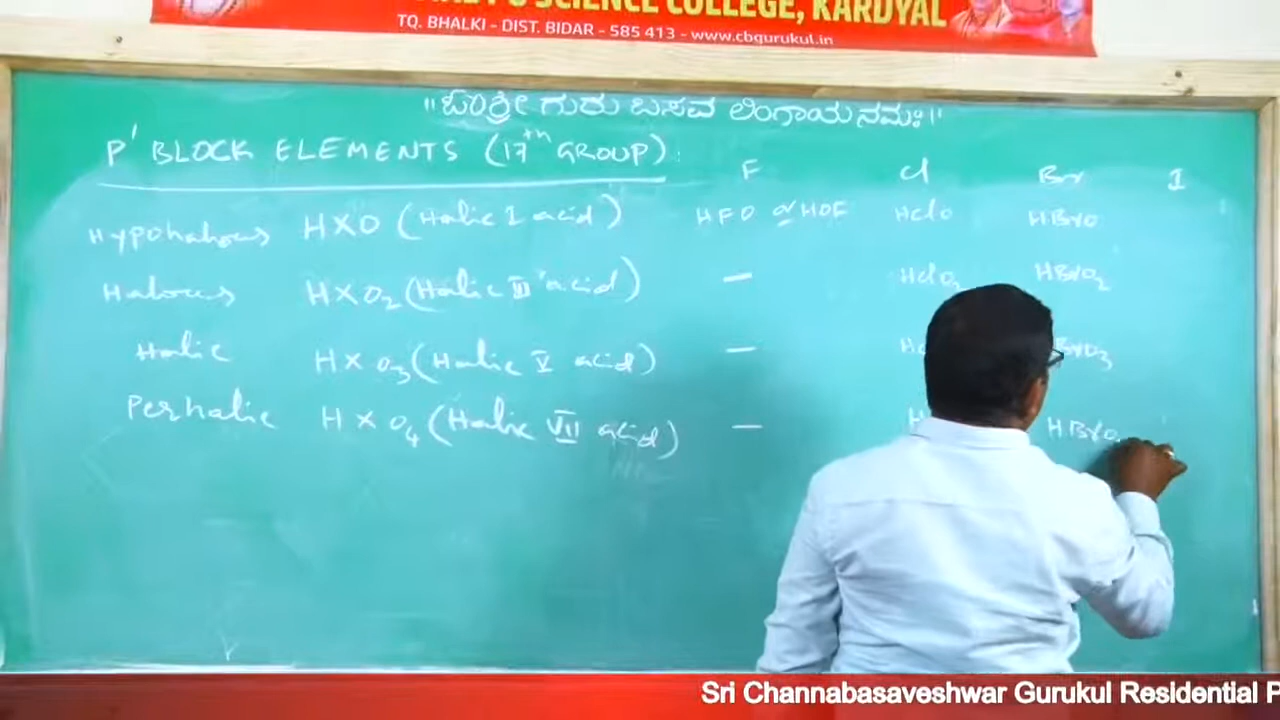 SCIENCE COLLEGE, KARDYAL
TQ. BHALKI - DIST. BIDAR - 585 413 - www.cbgurukul.in
"ಓಂ ಶ್ರೀ ಗುರು ಬಸವ ಲಿಂಗಾಯ ನಮಃ"
P' BLOCK ELEMENTS (17th GROUP):
F Cl Br I
Hypohalous HXO (Halic I acid) HFO or HOF HClO HBrO
Halous HXO₂ (Halic III acid) — HClO₂ HBrO₂
Halic HXO₃ (Halic V acid) — BrO₃
Perhalic HXO₄ (Halic VII acid) — H HBrO
Sri Channabasaveshwar Gurukul Residential P